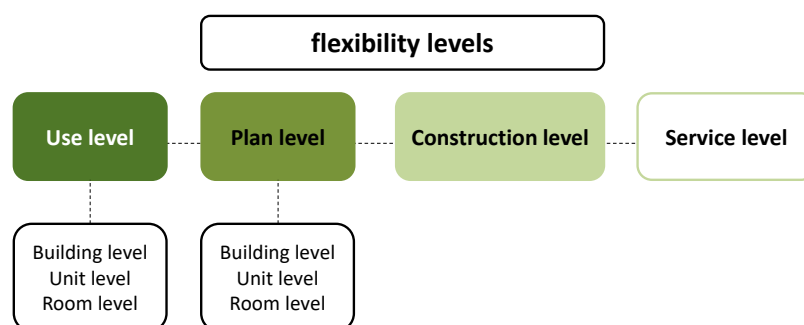 flexibility levels
Use level
Plan level
Construction level
Service level
Building level
Unit level
Room level
Building level
Unit level
Room level